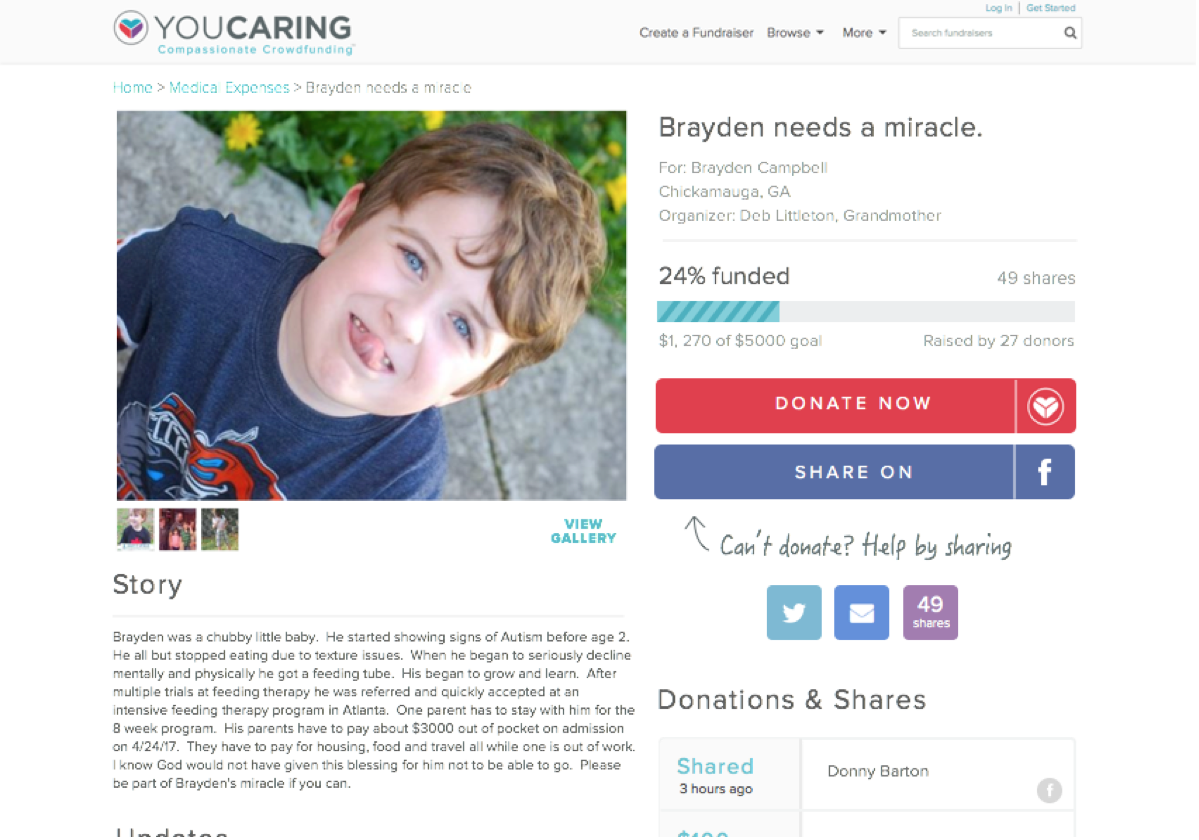 YOUCARING
Compassionate Crowdfunding™
Log in | Get Started
Create a Fundraiser Browse More Search fundraisers
Home > Medical Expenses > Brayden needs a miracle
Brayden needs a miracle.
For: Brayden Campbell
Chickamauga, GA
Organizer: Deb Littleton, Grandmother
24% funded 49 shares
$1, 270 of $5000 goal Raised by 27 donors
DONATE NOW
SHARE ON f
Can't donate? Help by sharing
49
shares
VIEW
GALLERY
Story
Brayden was a chubby little baby. He started showing signs of Autism before age 2.
He all but stopped eating due to texture issues. When he began to seriously decline
mentally and physically he got a feeding tube. His began to grow and learn. After
multiple trials at feeding therapy he was referred and quickly accepted at an
intensive feeding therapy program in Atlanta. One parent has to stay with him for the
8 week program. His parents have to pay about $3000 out of pocket on admission
on 4/24/17. They have to pay for housing, food and travel all while one is out of work.
I know God would not have given this blessing for him not to be able to go. Please
be part of Brayden's miracle if you can.
Updates
Donations & Shares
Shared
3 hours ago
Donny Barton
f